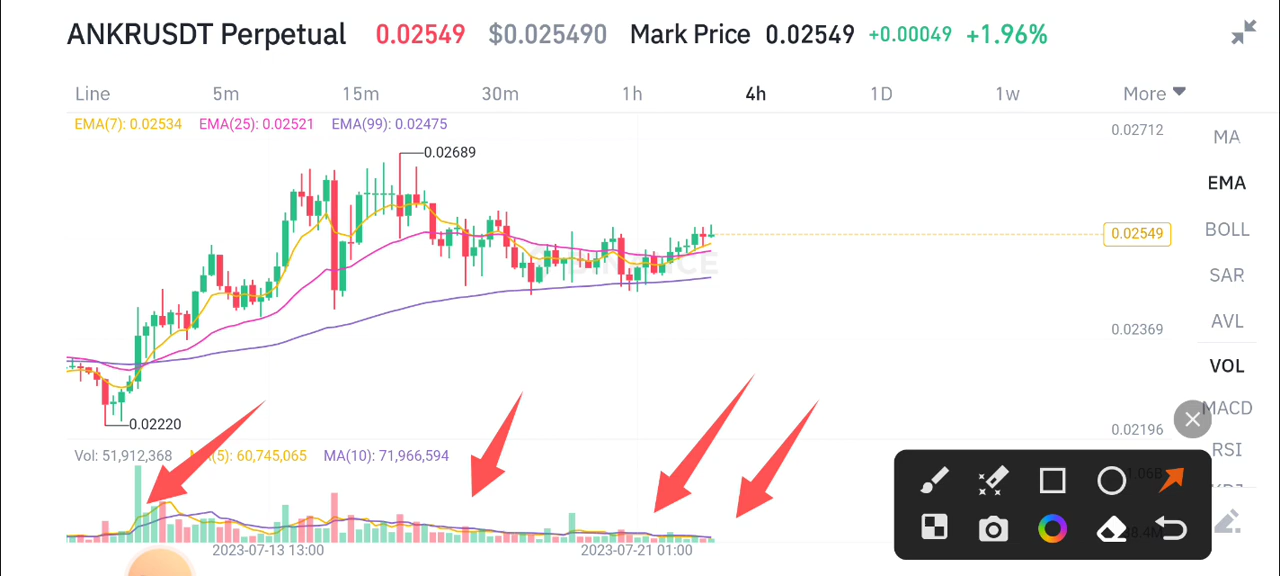 ANKRUSDT Perpetual 0.02549 $0.025490 Mark Price 0.02549 +0.00049 +1.96%
Line 5m 15m 30m 1h 4h 1D 1w More
EMA(7): 0.02534 EMA(25): 0.02521 EMA(99): 0.02475
0.02712
MA
0.02689
EMA
BOLL
0.02549
SAR
AVL
0.02369
VOL
MACD
0.02220
0.02196
RSI
Vol: 51,912,368 (5): 60,745,065 MA(10): 71,966,594
2023-07-13 13:00 2023-07-21 01:00